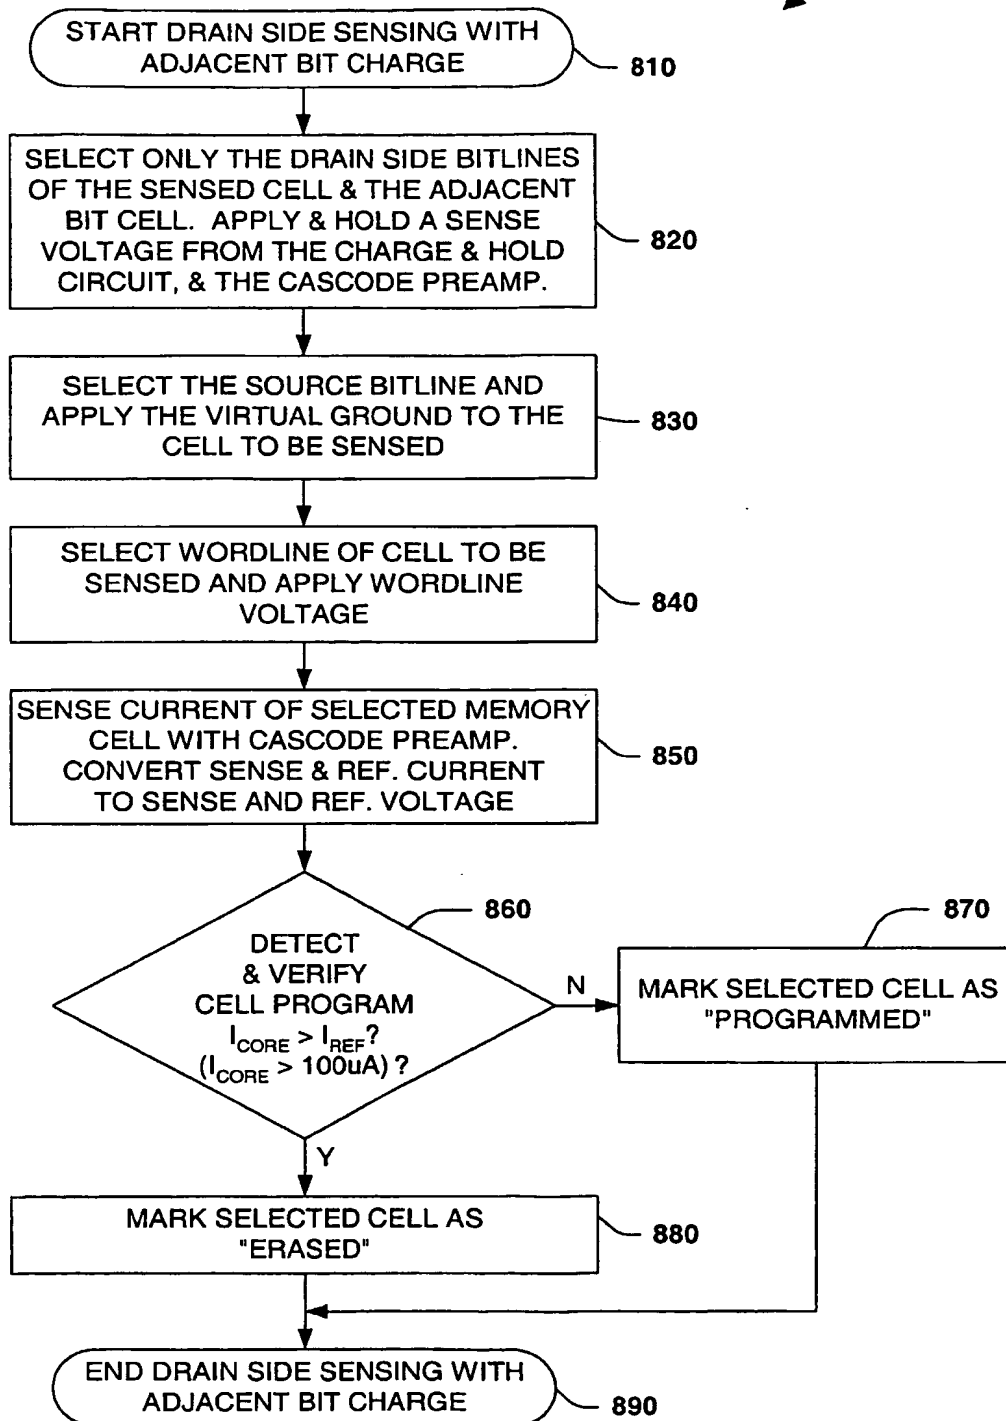 START DRAIN SIDE SENSING WITH
ADJACENT BIT CHARGE
810
SELECT ONLY THE DRAIN SIDE BITLINES
OF THE SENSED CELL & THE ADJACENT
BIT CELL. APPLY & HOLD A SENSE
VOLTAGE FROM THE CHARGE & HOLD
CIRCUIT, & THE CASCODE PREAMP.
820
SELECT THE SOURCE BITLINE AND
APPLY THE VIRTUAL GROUND TO THE
CELL TO BE SENSED
830
SELECT WORDLINE OF CELL TO BE
SENSED AND APPLY WORDLINE
VOLTAGE
840
SENSE CURRENT OF SELECTED MEMORY
CELL WITH CASCODE PREAMP.
CONVERT SENSE & REF. CURRENT
TO SENSE AND REF. VOLTAGE
850
DETECT
& VERIFY
CELL PROGRAM
I_CORE > I_REF?
(I_CORE > 100uA) ?
860
N
MARK SELECTED CELL AS
"PROGRAMMED"
870
Y
MARK SELECTED CELL AS
"ERASED"
880
END DRAIN SIDE SENSING WITH
ADJACENT BIT CHARGE
890